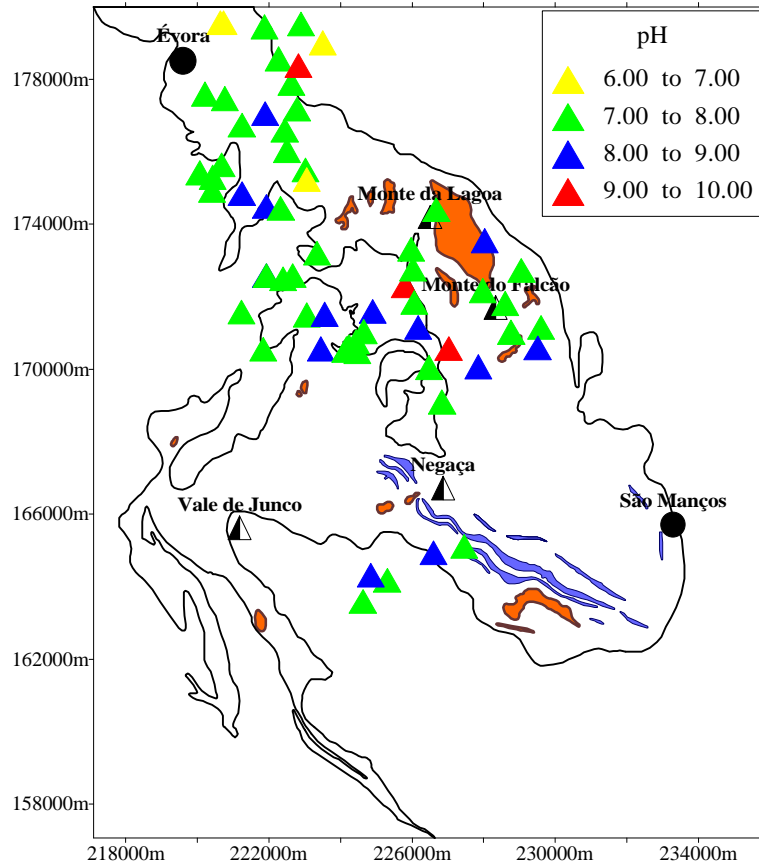 Évora
pH
6.00 to 7.00
7.00 to 8.00
8.00 to 9.00
9.00 to 10.00
178000m
Monte da Lagoa
174000m
Monte do Falcão
170000m
Negaça
Vale de Junco
São Manços
166000m
162000m
158000m
218000m
222000m
226000m
230000m
234000m